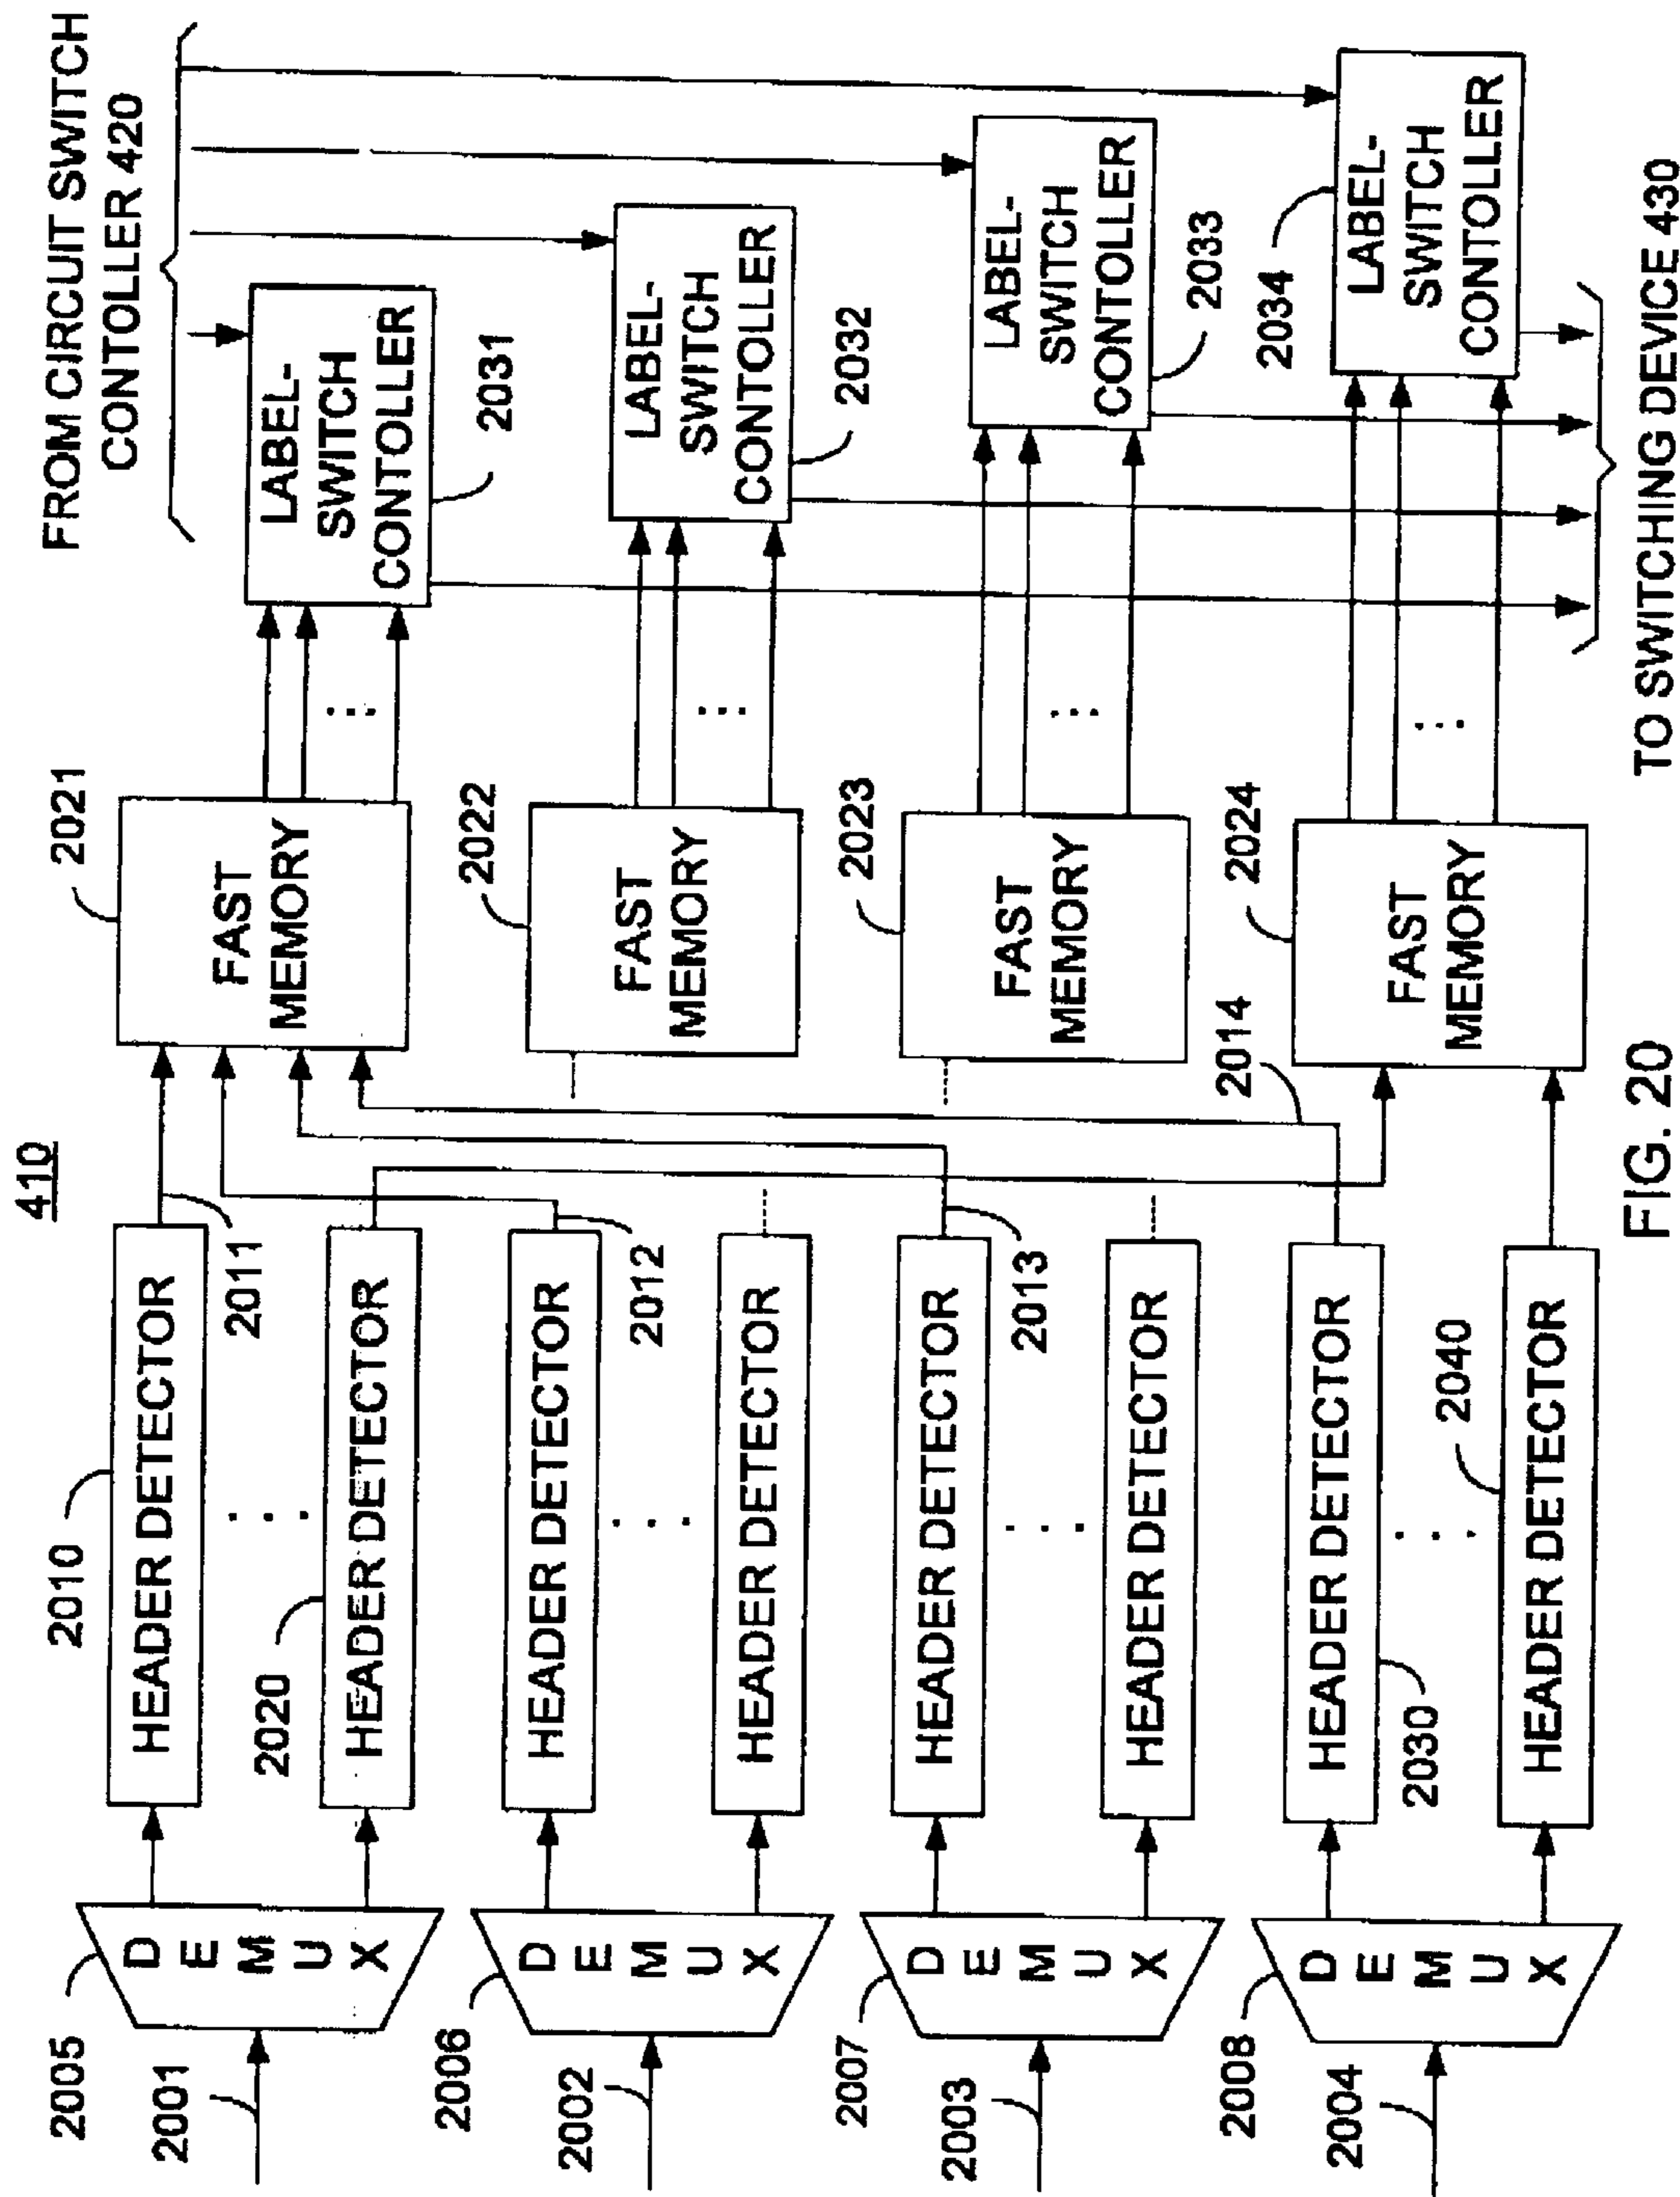 410
FROM CIRCUIT SWITCH
CONTOLLER 420
2005
2001
DEMUX
2010
HEADER DETECTOR
2011
2020
HEADER DETECTOR
2021
FAST
MEMORY
LABEL-
SWITCH
CONTOLLER
2031
2006
2002
DEMUX
HEADER DETECTOR
2012
HEADER DETECTOR
2022
FAST
MEMORY
LABEL-
SWITCH
CONTOLLER
2032
2007
2003
DEMUX
HEADER DETECTOR
2013
HEADER DETECTOR
2023
FAST
MEMORY
LABEL-
SWITCH
CONTOLLER
2033
2008
2004
DEMUX
HEADER DETECTOR
2030
2014
2040
HEADER DETECTOR
2024
FAST
MEMORY
2034
LABEL-
SWITCH
CONTOLLER
TO SWITCHING DEVICE 430
FIG. 20